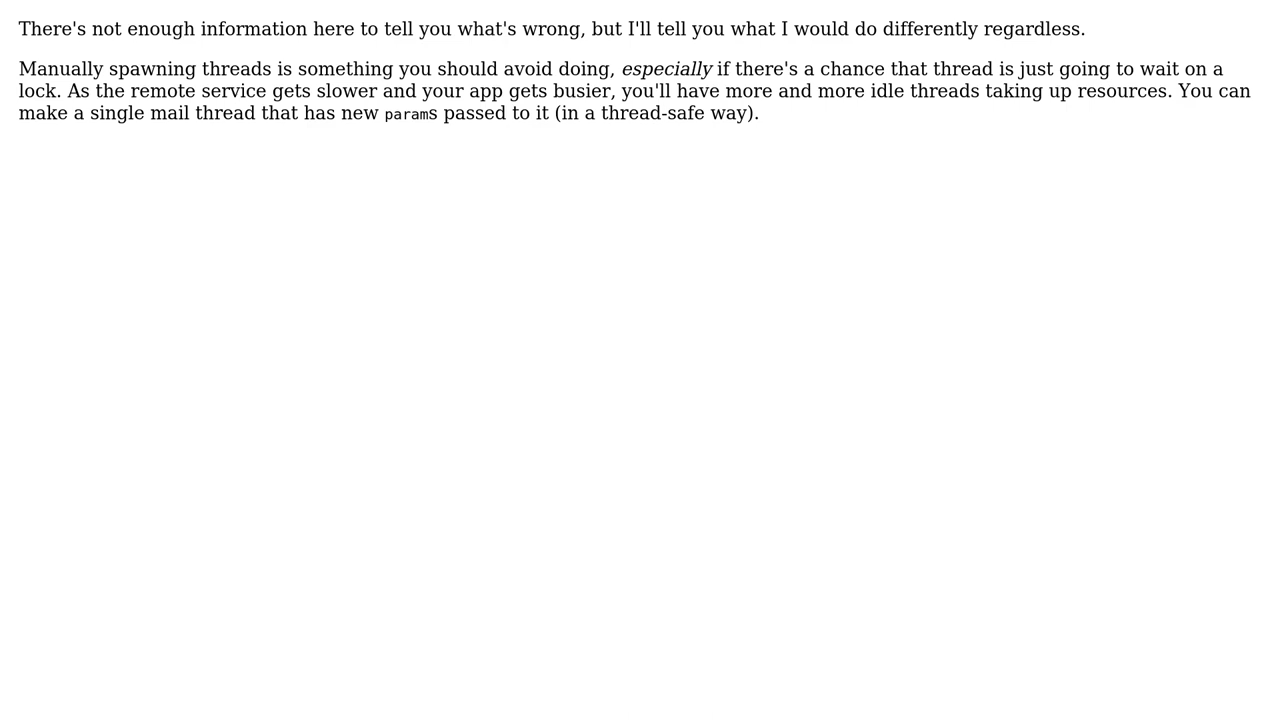 There's not enough information here to tell you what's wrong, but I'll tell you what I would do differently regardless.
Manually spawning threads is something you should avoid doing, especially if there's a chance that thread is just going to wait on a
lock. As the remote service gets slower and your app gets busier, you'll have more and more idle threads taking up resources. You can
make a single mail thread that has new params passed to it (in a thread-safe way).